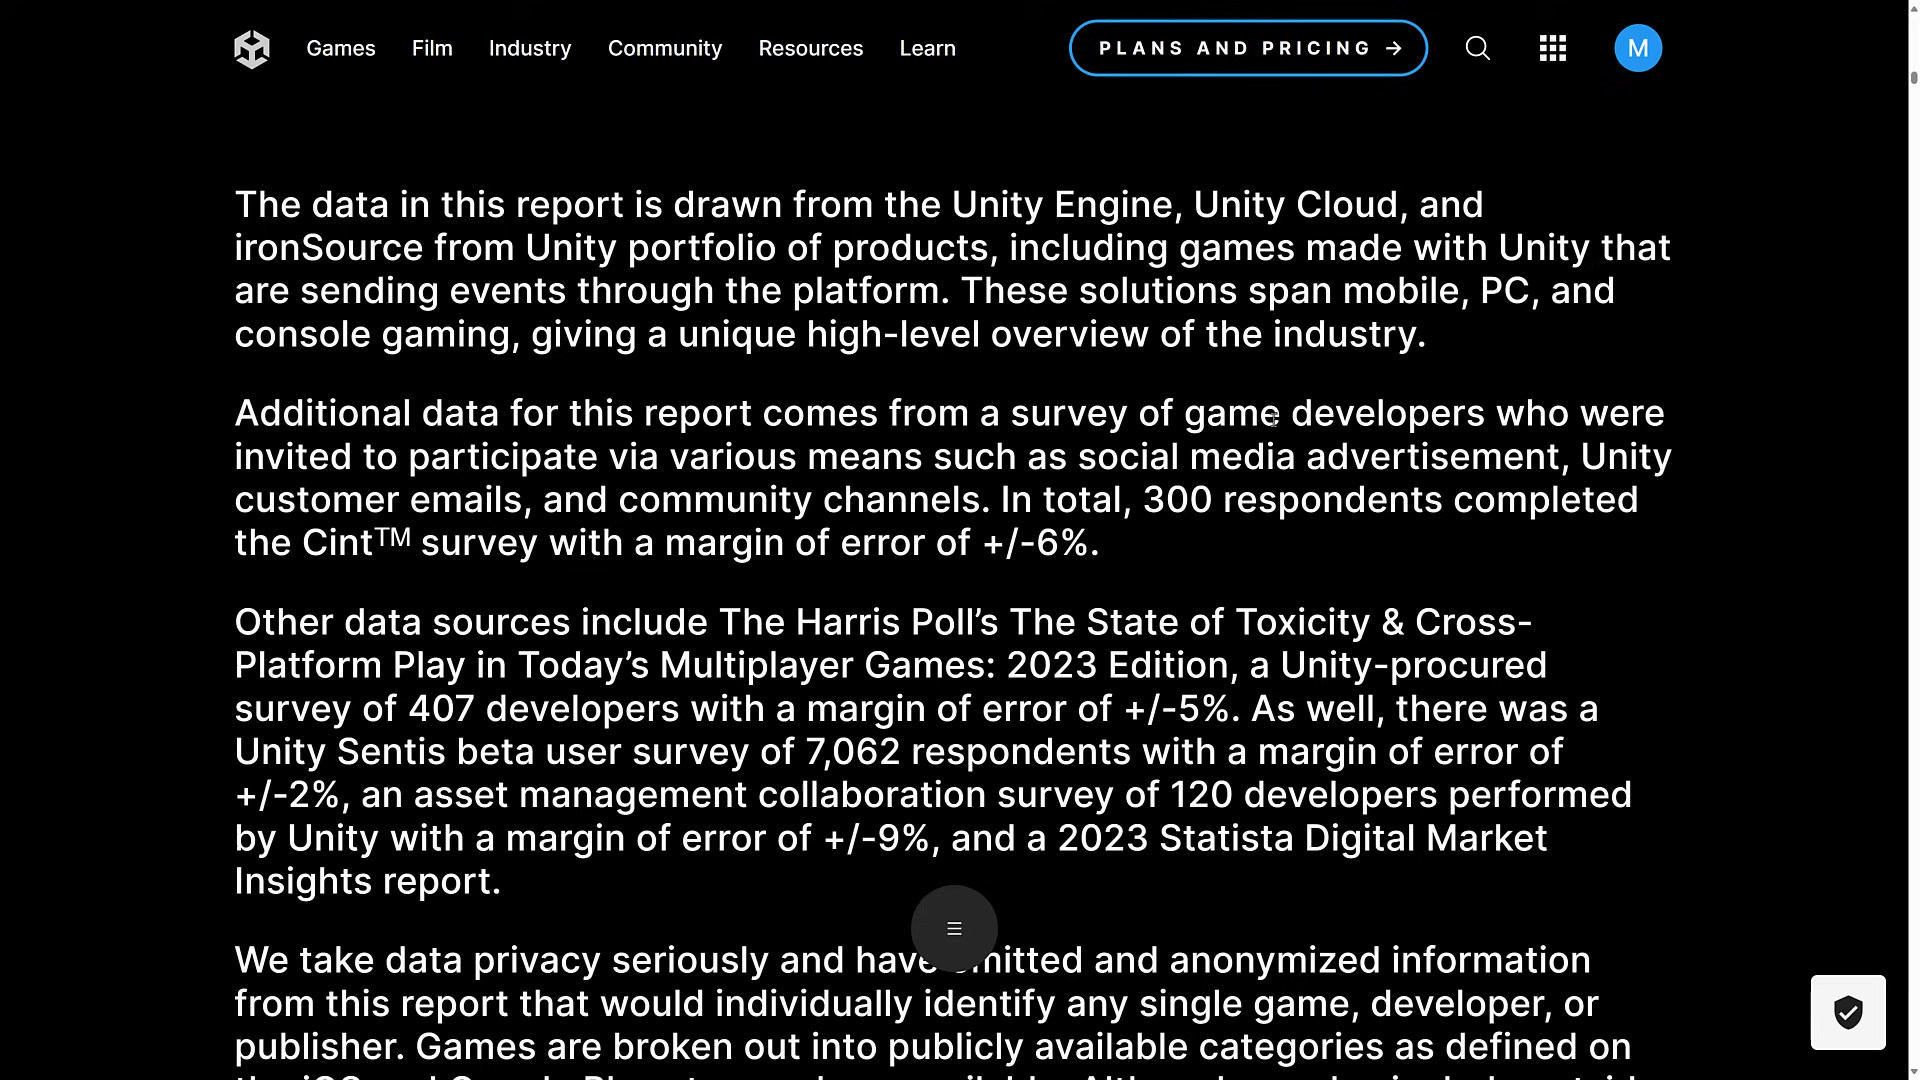 Games Film Industry Community Resources Learn PLANS AND PRICING → M
The data in this report is drawn from the Unity Engine, Unity Cloud, and
ironSource from Unity portfolio of products, including games made with Unity that
are sending events through the platform. These solutions span mobile, PC, and
console gaming, giving a unique high-level overview of the industry.
Additional data for this report comes from a survey of game developers who were
invited to participate via various means such as social media advertisement, Unity
customer emails, and community channels. In total, 300 respondents completed
the Cint™ survey with a margin of error of +/-6%.
Other data sources include The Harris Poll’s The State of Toxicity & Cross-
Platform Play in Today’s Multiplayer Games: 2023 Edition, a Unity-procured
survey of 407 developers with a margin of error of +/-5%. As well, there was a
Unity Sentis beta user survey of 7,062 respondents with a margin of error of
+/-2%, an asset management collaboration survey of 120 developers performed
by Unity with a margin of error of +/-9%, and a 2023 Statista Digital Market
Insights report.
We take data privacy seriously and have omitted and anonymized information
from this report that would individually identify any single game, developer, or
publisher. Games are broken out into publicly available categories as defined on